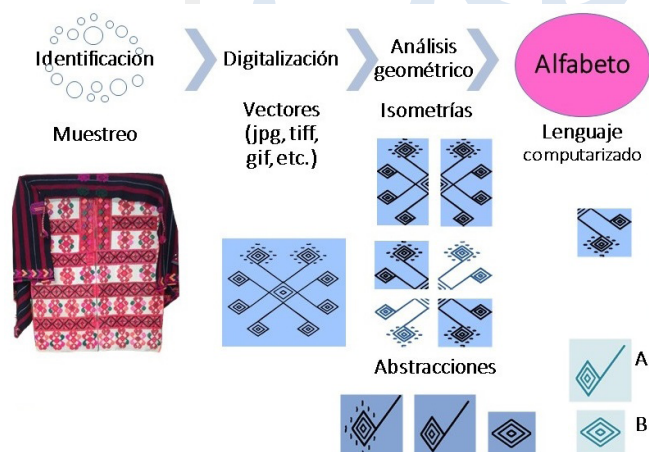 Identificación
Digitalización
Análisis
geométrico
Alfabeto
Muestreo
Vectores
(jpg, tiff,
gif, etc.)
Isometrías
Lenguaje
computarizado
Abstracciones
A
B